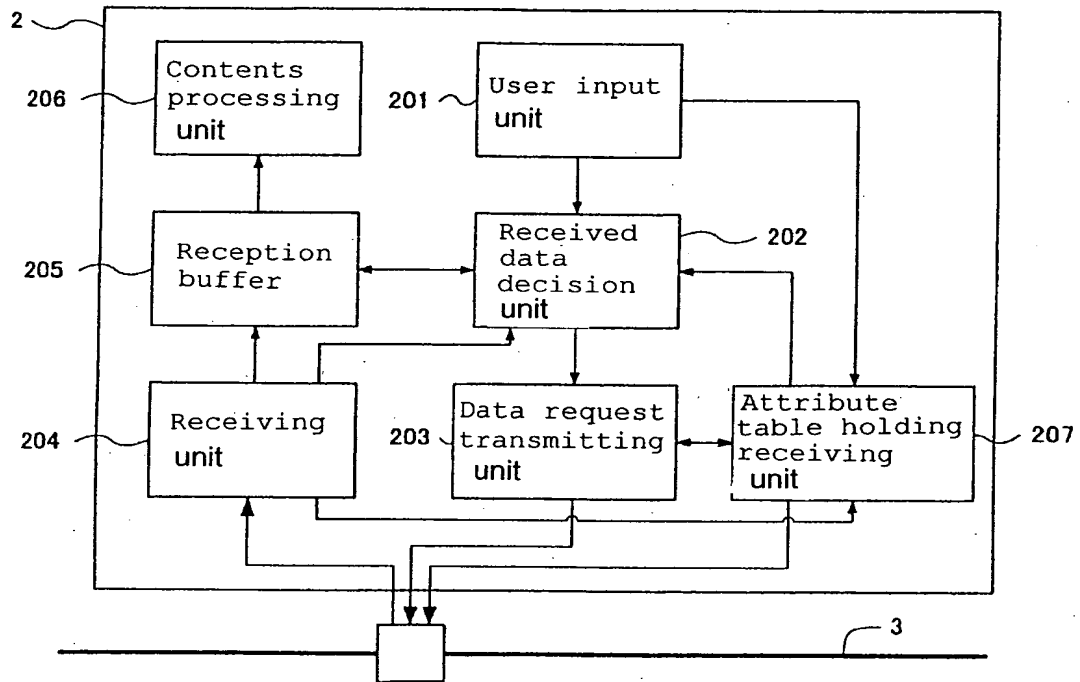 2
206
Contents
processing
unit
201
User input
unit
205
Reception
buffer
202
Received
data
decision
unit
204
Receiving
unit
203
Data request
transmitting
unit
Attribute
table holding
receiving
unit
207
3